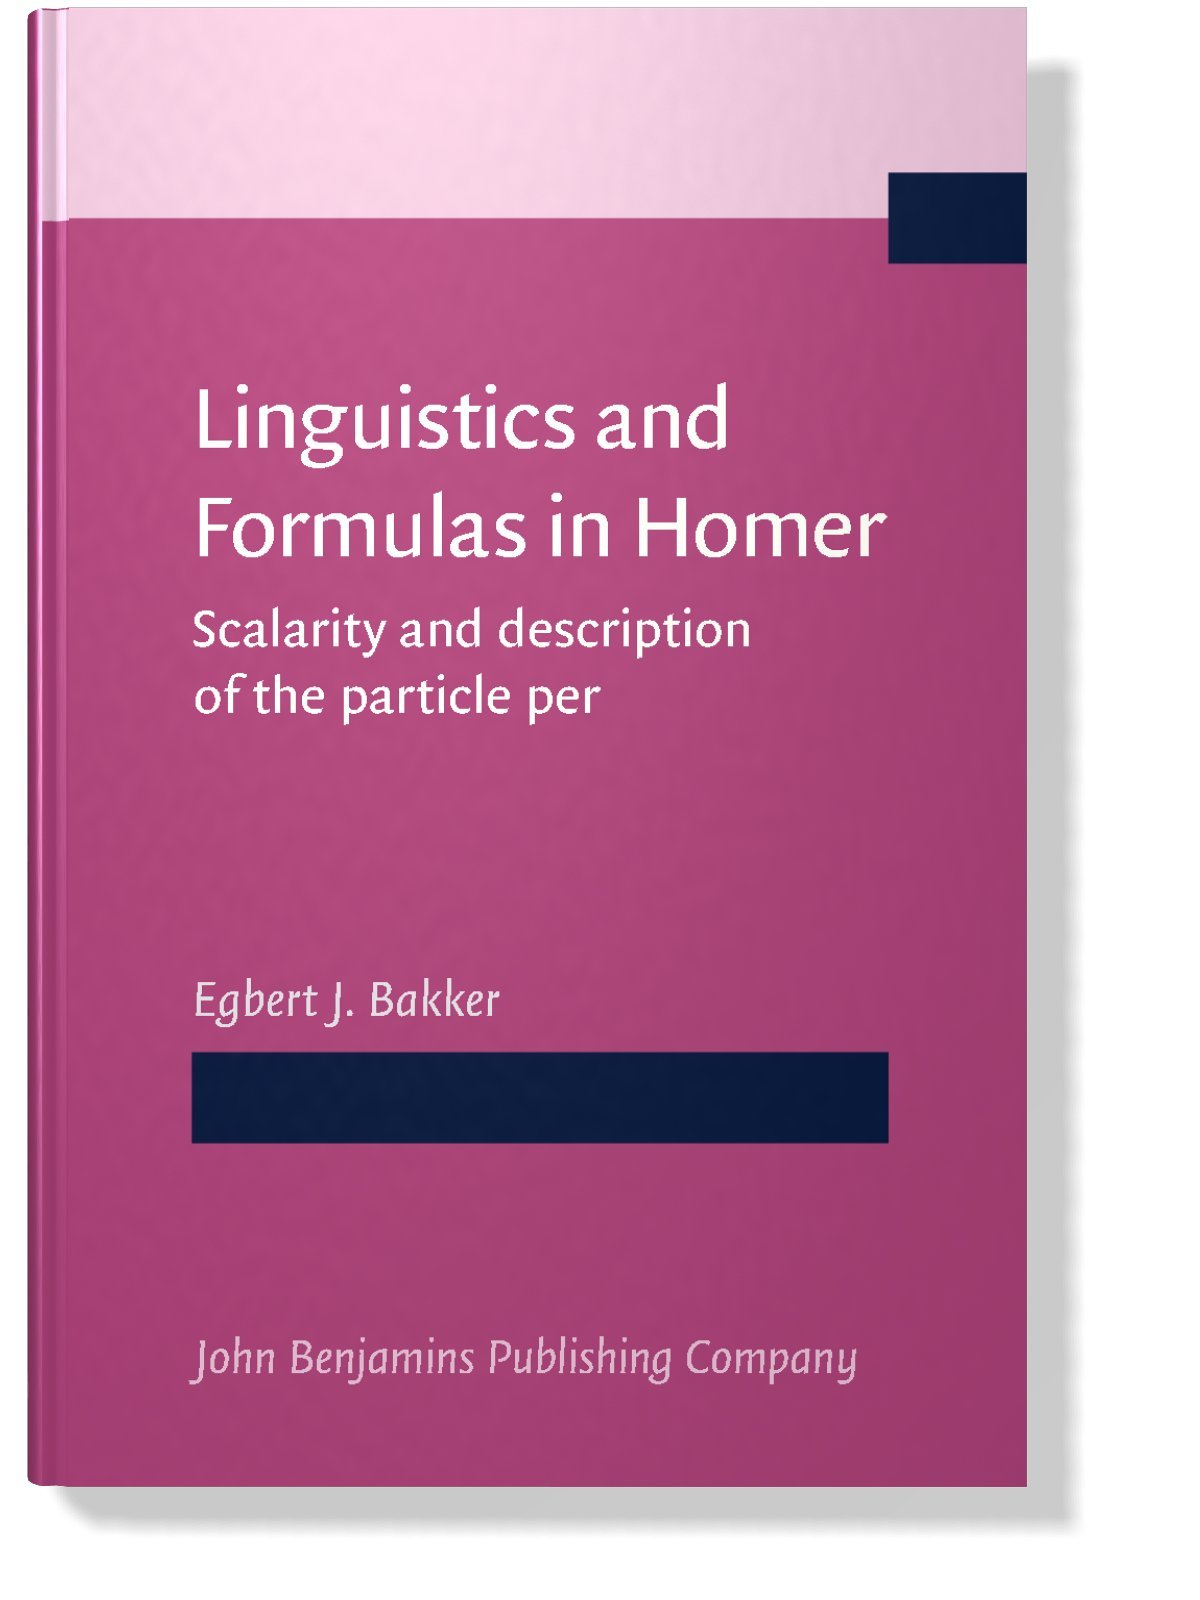 Linguistics and
Formulas in Homer
Scalarity and description
of the particle per
Egbert J. Bakker
John Benjamins Publishing Company